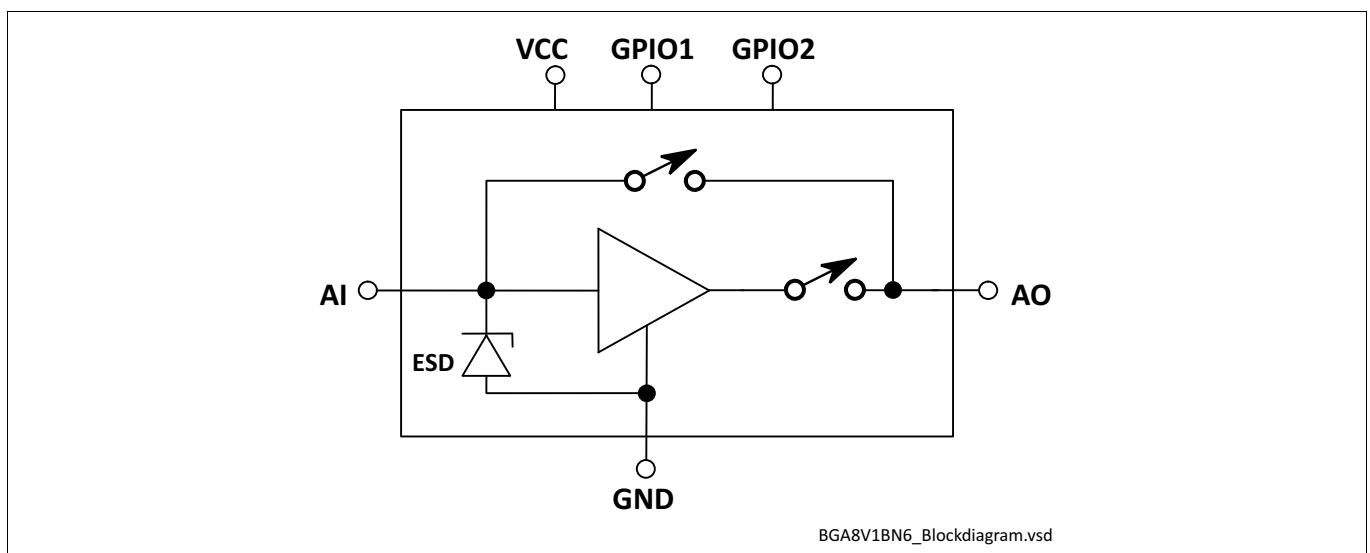 VCC GPIO1 GPIO2
AI AO
ESD
GND
BGA8V1BN6_Blockdiagram.vsd